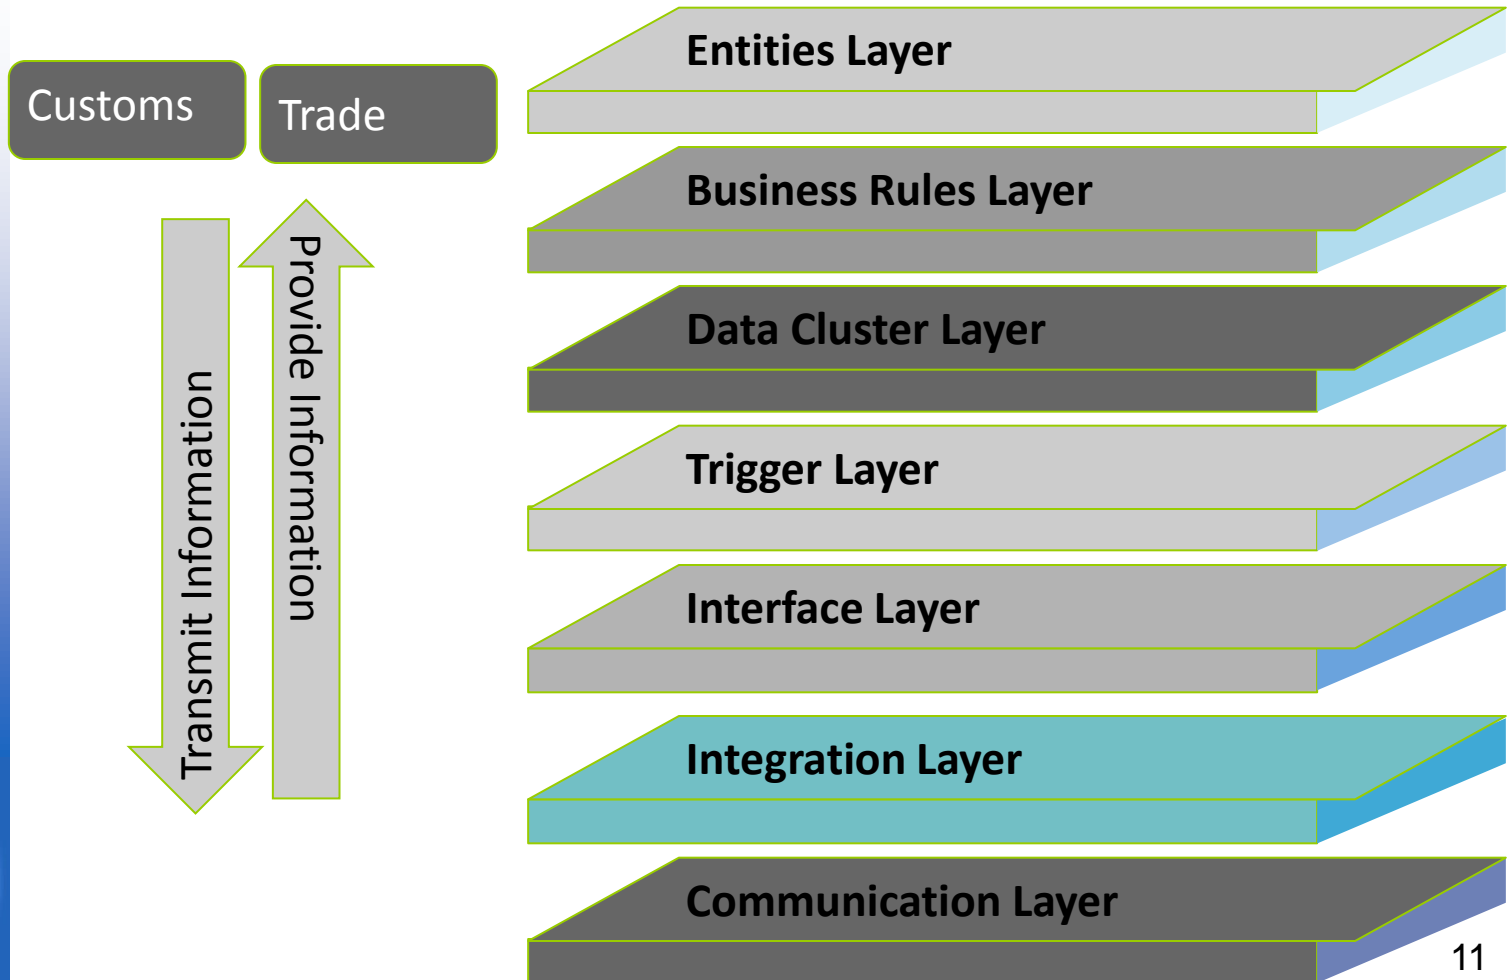 Customs
Trade
Transmit Information
Provide Information
Entities Layer
Business Rules Layer
Data Cluster Layer
Trigger Layer
Interface Layer
Integration Layer
Communication Layer
11